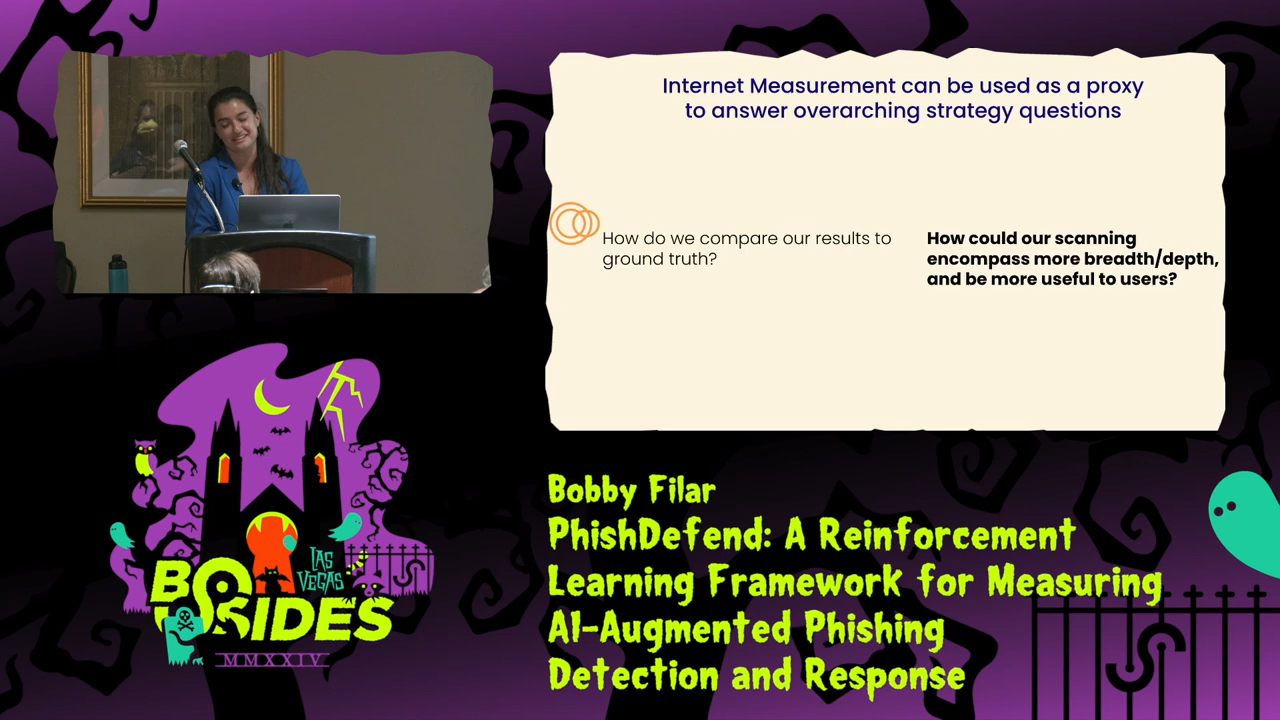 Internet Measurement can be used as a proxy
to answer overarching strategy questions
How do we compare our results to
ground truth?
How could our scanning
encompass more breadth/depth,
and be more useful to users?
LAS
VEGAS
BSIDES
MMXXIV
Bobby Filar
PhishDefend: A Reinforcement
Learning Framework for Measuring
AI-Augmented Phishing
Detection and Response